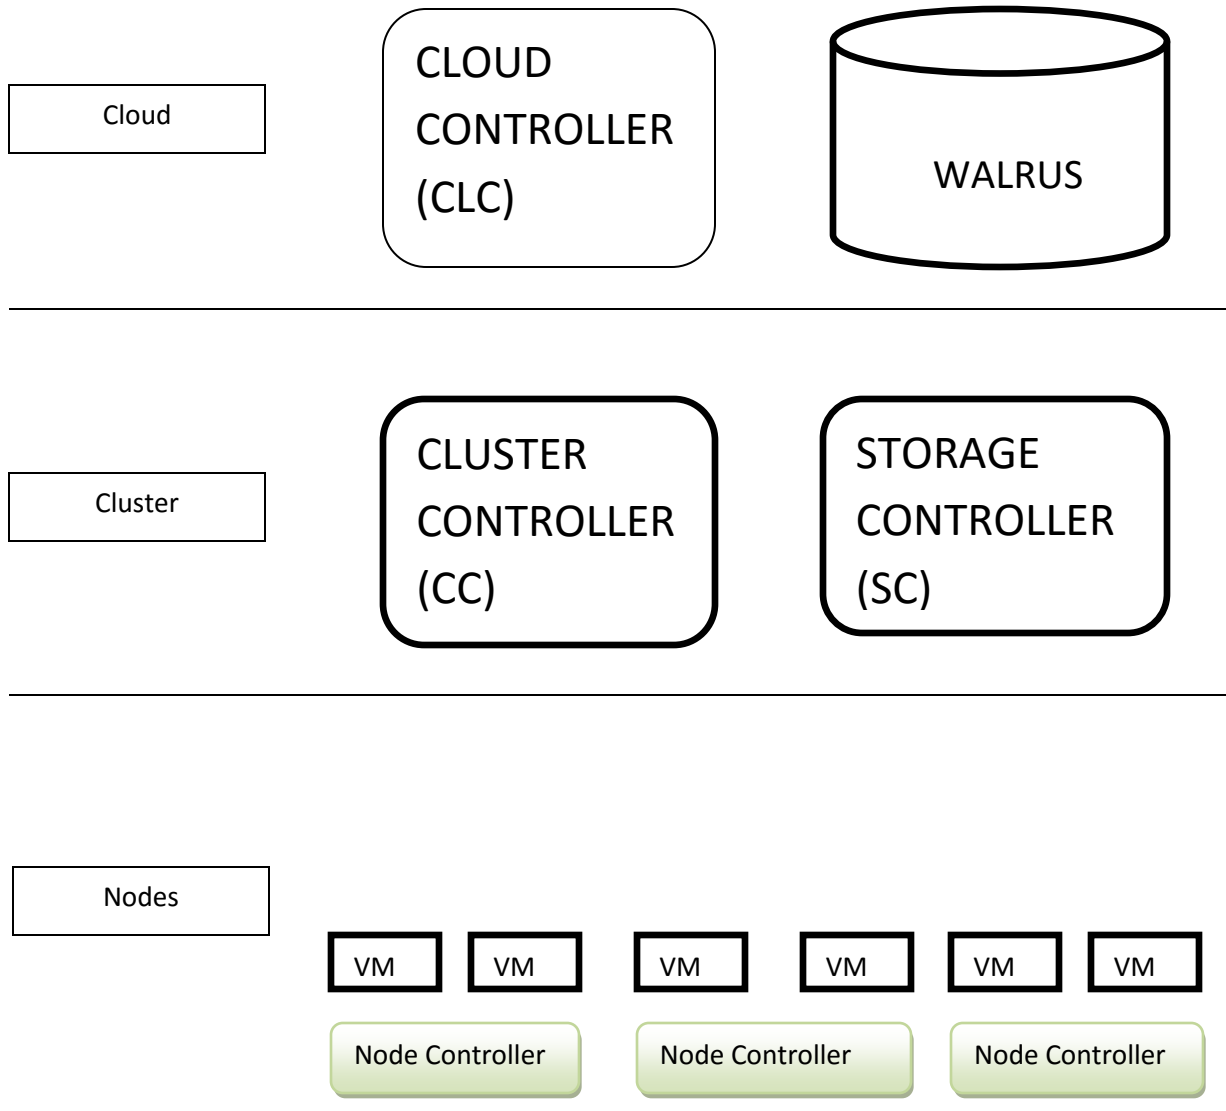 Cloud
CLOUD
CONTROLLER
(CLC)
WALRUS
Cluster
CLUSTER
CONTROLLER
(CC)
STORAGE
CONTROLLER
(SC)
Nodes
VM
VM
VM
VM
VM
VM
Node Controller
Node Controller
Node Controller